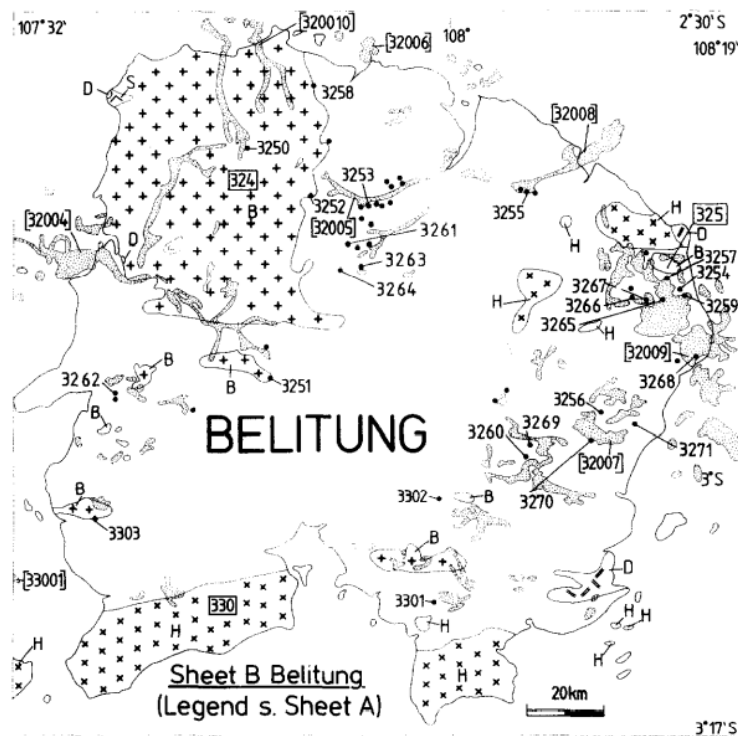 107° 32' [320010] 2° 30' S
[32006] 108° 108° 19'
D S 3258
[32008]
3250
324 3253
B 3252 3255
[32005] 3261 H 325
[32004] D H D
3263 B 3257
3264 3267 3254
H 3266 3259
3265 H
[32009]
B
3262 B 3251 3268
3256
B BELITUNG 3269
3260 3271
[32007]
B 3302 B 3270 3°S
3303
B
D
[33001] 330 3301
H H H H
H
H
Sheet B Belitung
(Legend s. Sheet A) H 20km
3° 17' S